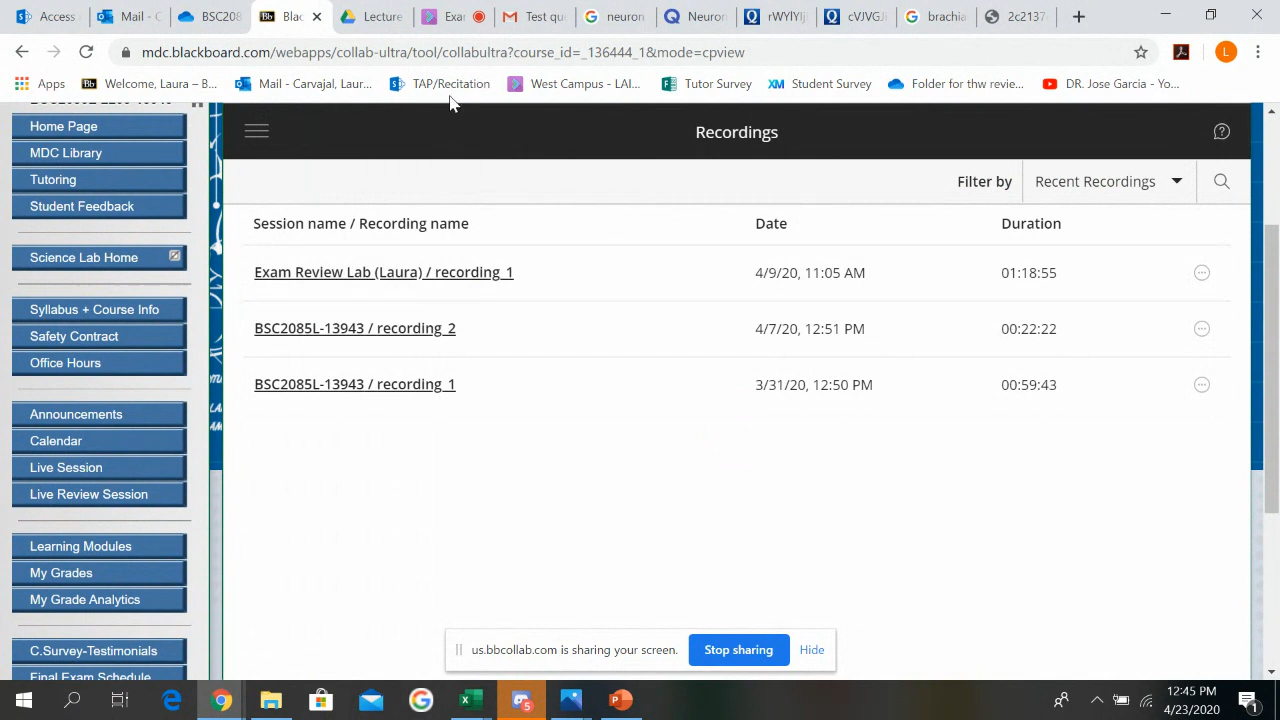 Access
Mail - C
BSC208
Blac
Lecture
Exa
Test qu
neuron
Neuro
rWYlV
cVJVGJ
brachia
2c2137
mdc.blackboard.com/webapps/collab-ultra/tool/collabultra?course_id=_136444_1&mode=cpview
Apps
Welcome, Laura – B...
Mail - Carvajal, Laur...
TAP/Recitation
West Campus - LAI...
Tutor Survey
Student Survey
Folder for thw revie...
DR. Jose Garcia - Yo...
Home Page
MDC Library
Tutoring
Student Feedback
Science Lab Home
Syllabus + Course Info
Safety Contract
Office Hours
Announcements
Calendar
Live Session
Live Review Session
Learning Modules
My Grades
My Grade Analytics
C.Survey-Testimonials
Final Exam Schedule
Recordings
Filter by Recent Recordings
Session name / Recording name Date Duration
Exam Review Lab (Laura) / recording_1 4/9/20, 11:05 AM 01:18:55
BSC2085L-13943 / recording_2 4/7/20, 12:51 PM 00:22:22
BSC2085L-13943 / recording_1 3/31/20, 12:50 PM 00:59:43
us.bbcollab.com is sharing your screen. Stop sharing Hide
5
12:45 PM
4/23/2020
1